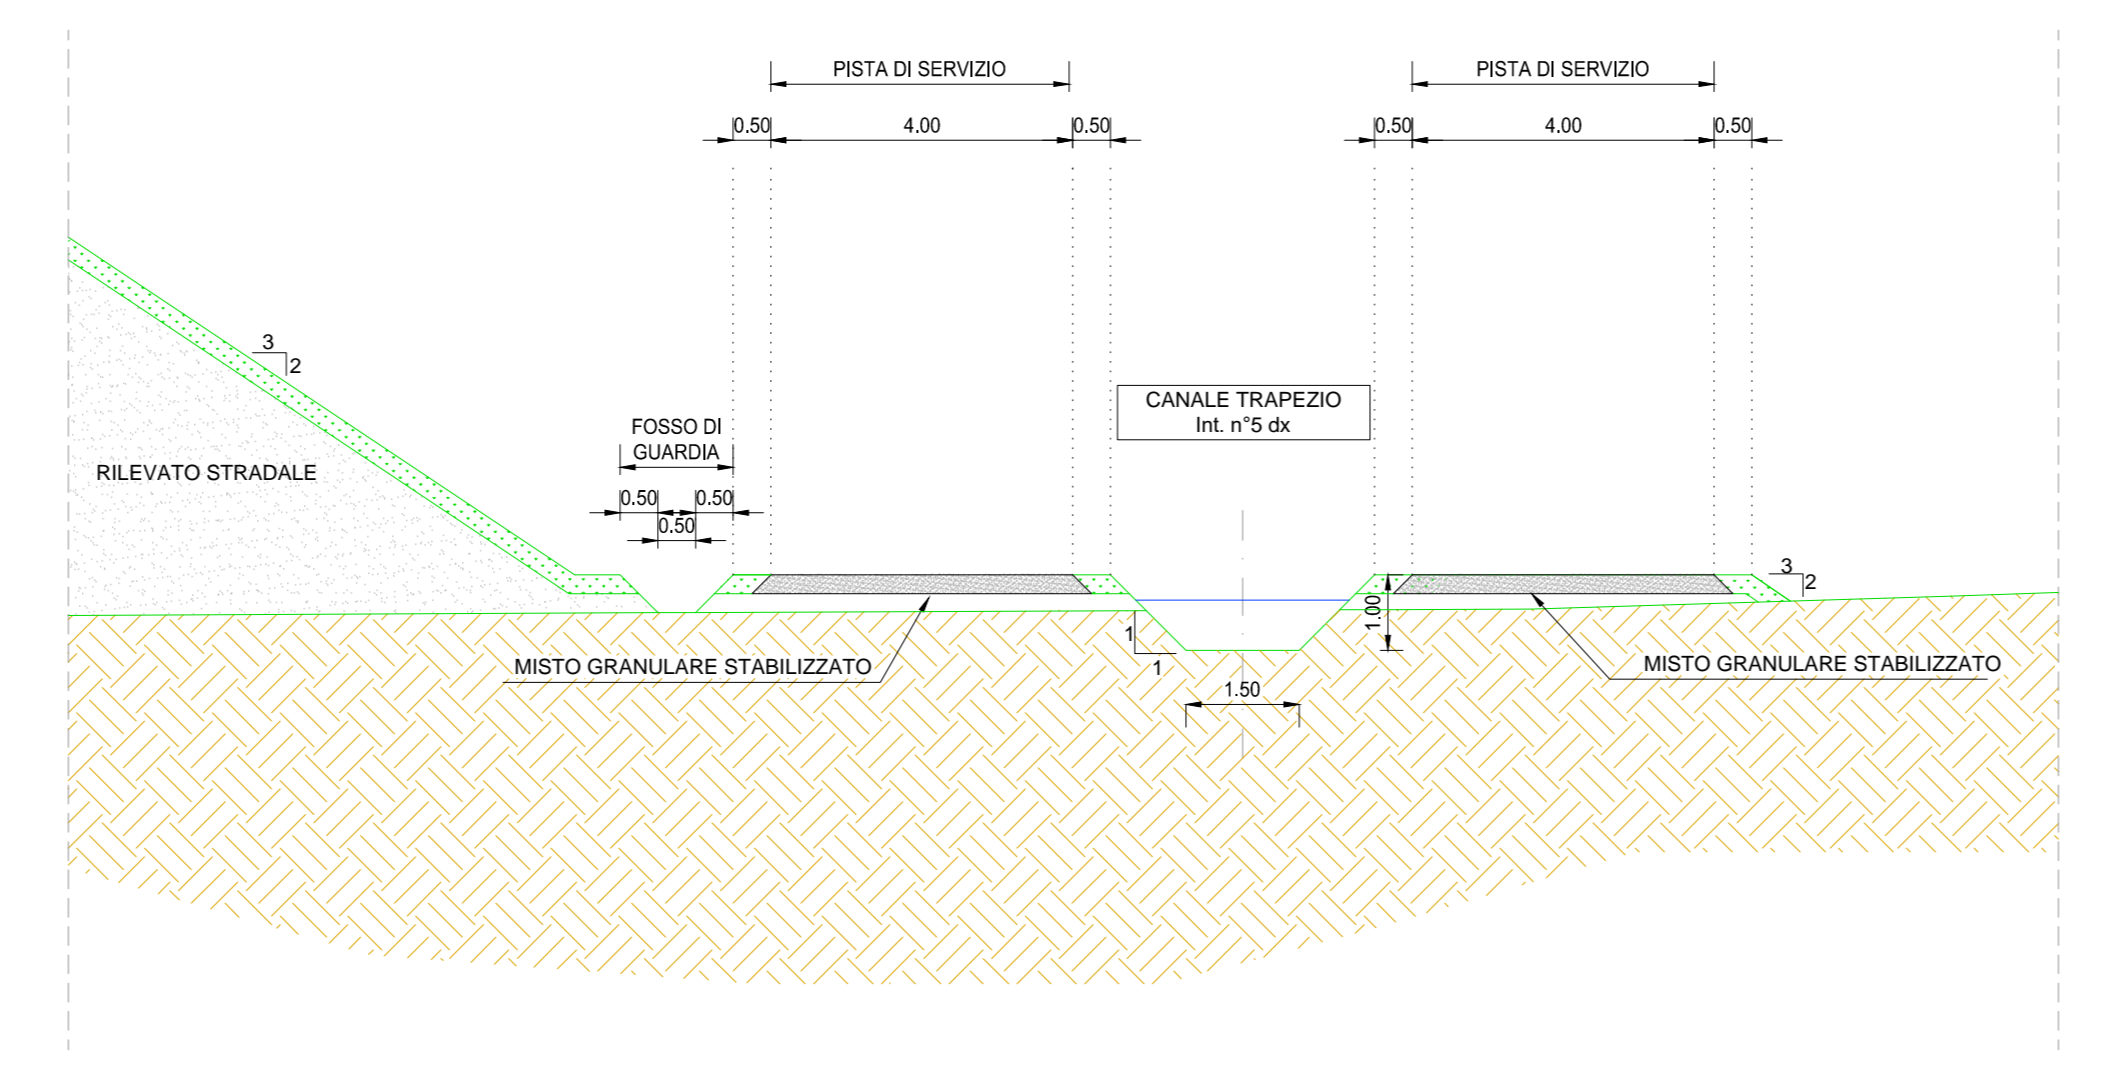 PISTA DI SERVIZIO
PISTA DI SERVIZIO
0.50
4.00
0.50
0.50
4.00
0.50
3
2
CANALE TRAPEZIO
Int. n°5 dx
FOSSO DI
GUARDIA
RILEVATO STRADALE
0.50
0.50
0.50
3
2
1.00
1
1
MISTO GRANULARE STABILIZZATO
MISTO GRANULARE STABILIZZATO
1.50